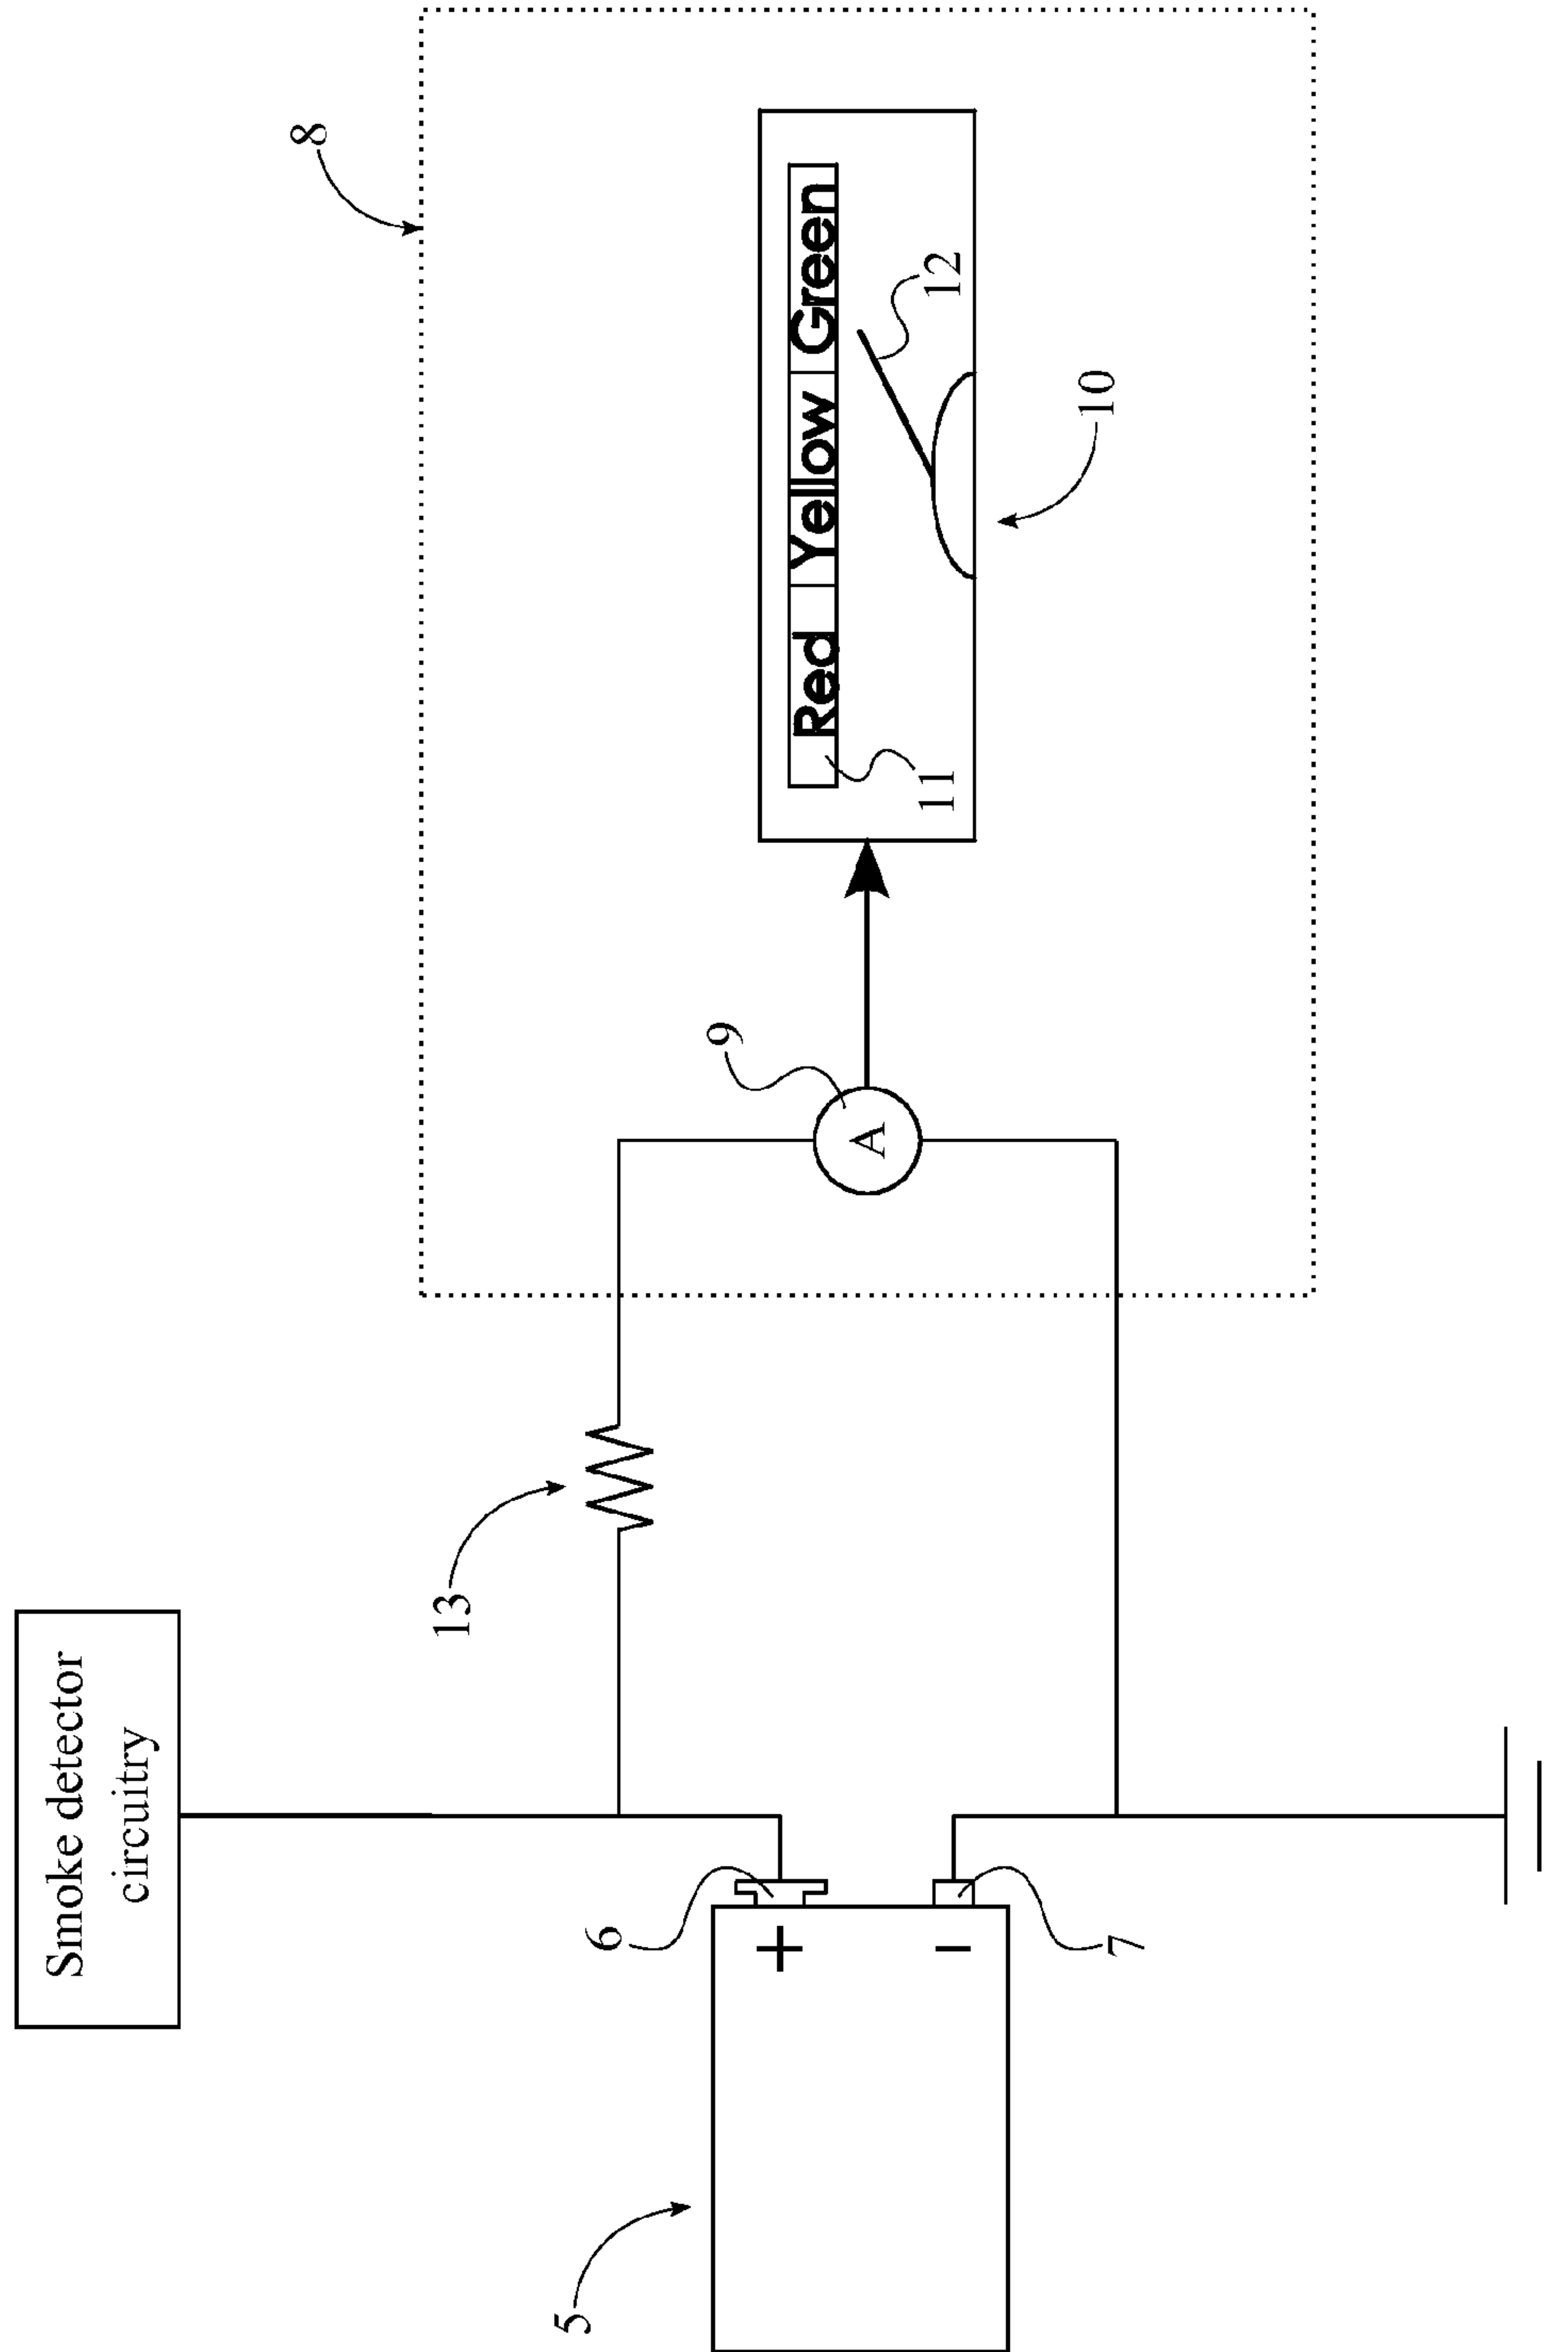 Smoke detector
circuitry
8
13
9
6
5
+
−
7
A
Red Yellow Green
11
12
10